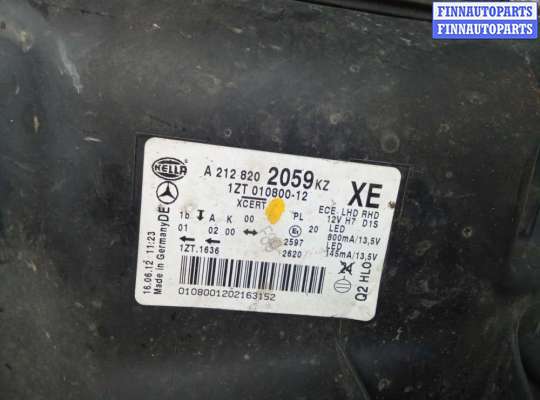 FINNAUTOPARTS
FINNAUTOPARTS
HELLA
A 212 820 2059 KZ XE
1ZT 010800-12
XCERT
ECE LHD RHD
12V H7 D1S
1b A K 00 PL 20 LED
01 02 00 E1 800mA/13,5V
2597 LED
1ZT.1636 2620 145mA/13,5V
0108001202163152
16.06.12 11:23
Made in Germany DE
Q2 HLO